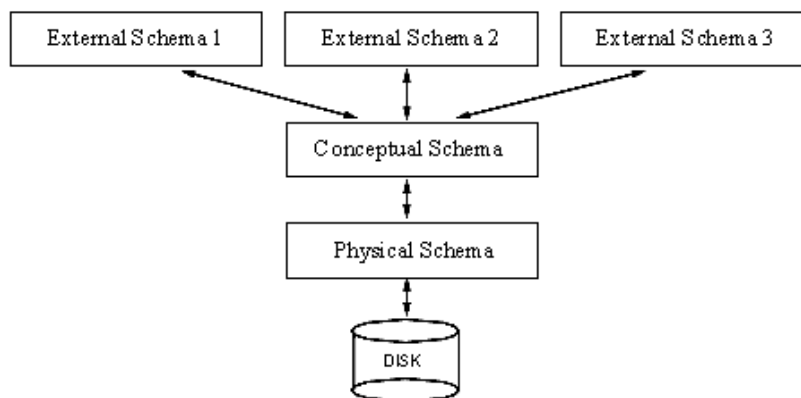 External Schema 1
External Schema 2
External Schema 3
Conceptual Schema
Physical Schema
DISK